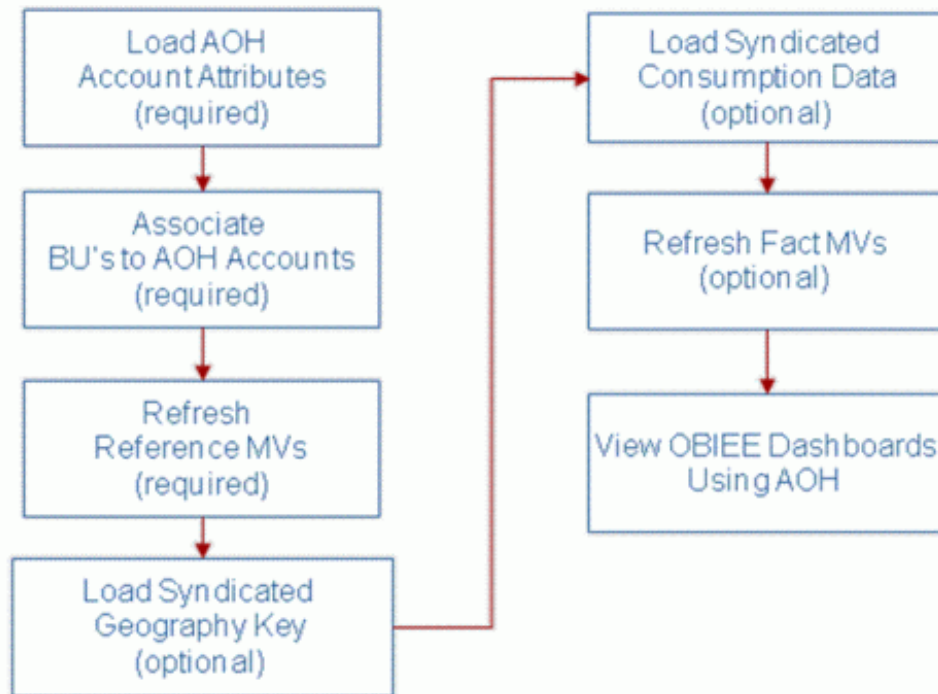 Load AOH
Account Attributes
(required)
Associate
BU's to AOH Accounts
(required)
Refresh
Reference MVs
(required)
Load Syndicated
Geography Key
(optional)
Load Syndicated
Consumption Data
(optional)
Refresh Fact MVs
(optional)
View OBIEE Dashboards
Using AOH